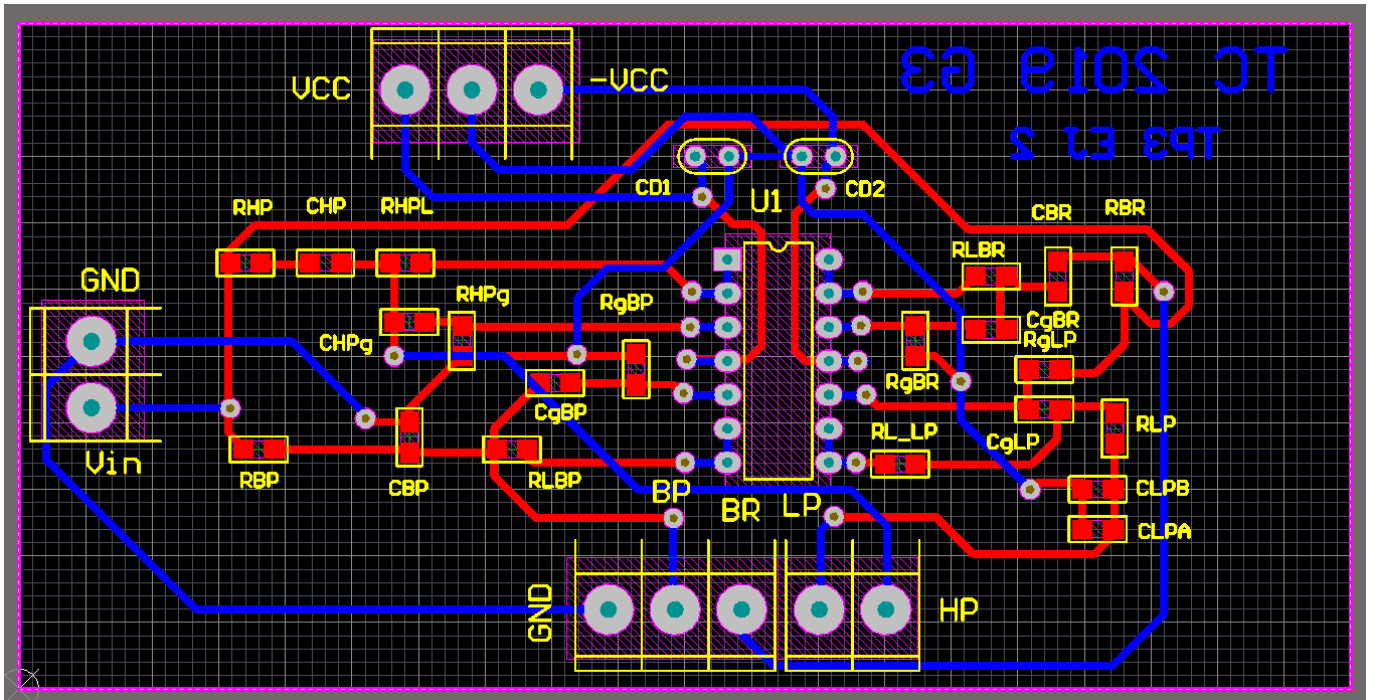 TC 2019 G3
TP3 EJ 2
VCC
-VCC
CD1
CD2
U1
RHP
CHP
RHPL
CBR
RBR
RLBR
GND
RHPg
RgBP
CHPg
CgBR
RgLP
RgBR
CgBP
CgLP
RLP
Vin
RBP
CBP
RLBP
RL_LP
BP
BR
LP
CLPB
CLPA
GND
HP